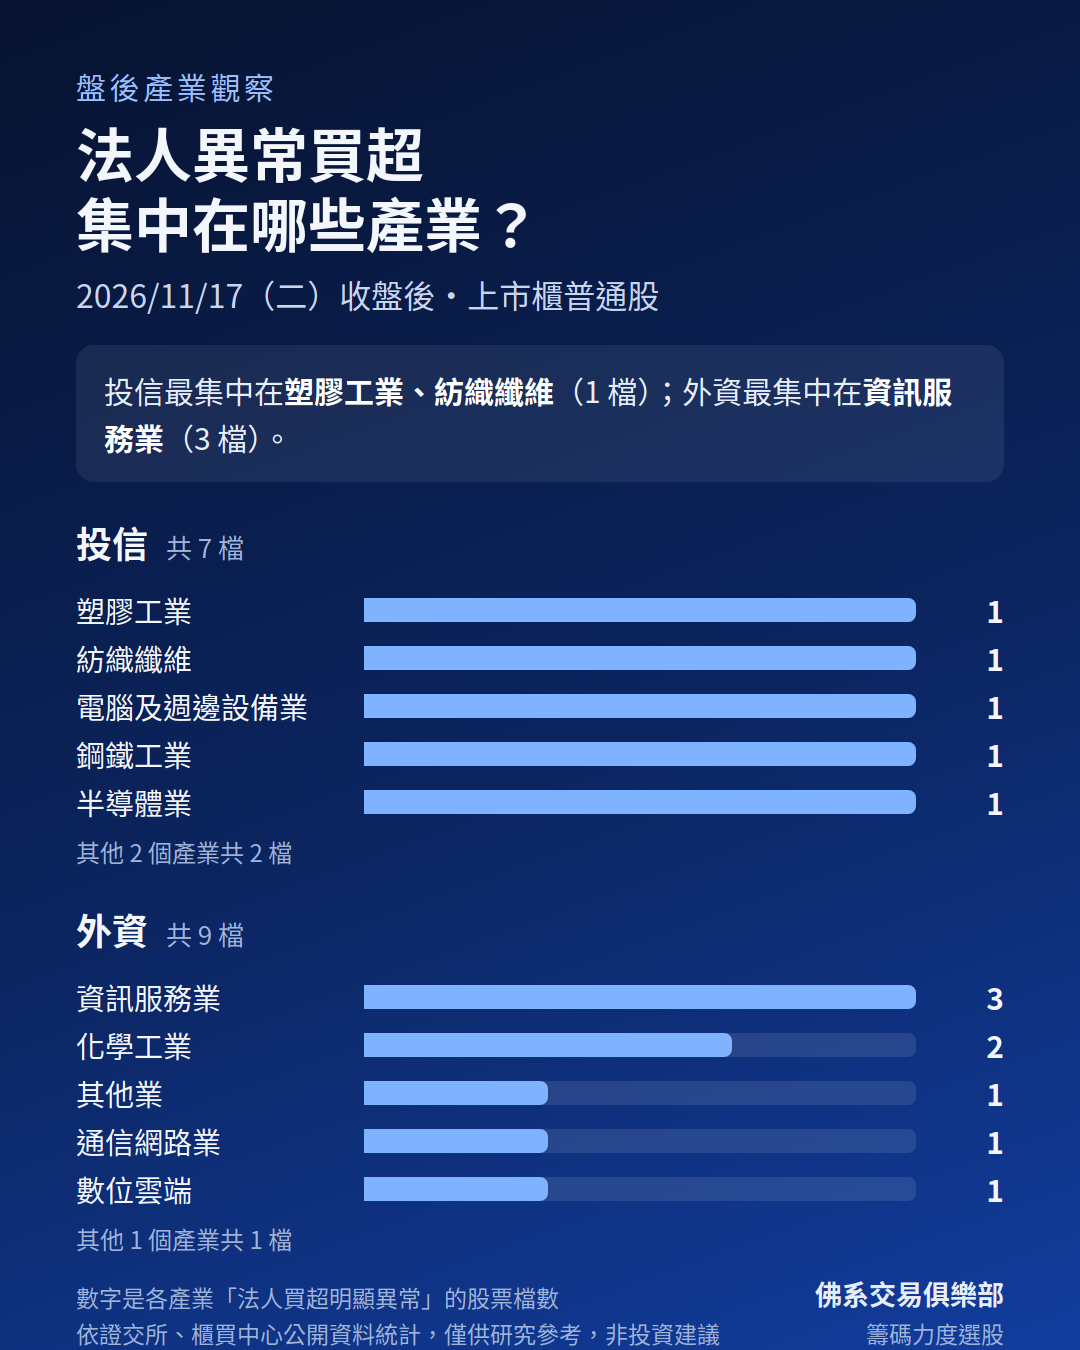 盤後產業觀察
法人異常買超
集中在哪些產業？
2026/11/17（二）收盤後・上市櫃普通股
投信最集中在塑膠工業、紡織纖維（1 檔）；外資最集中在資訊服
務業（3 檔）。
投信 共 7 檔
塑膠工業 1
紡織纖維 1
電腦及週邊設備業 1
鋼鐵工業 1
半導體業 1
其他 2 個產業共 2 檔
外資 共 9 檔
資訊服務業 3
化學工業 2
其他業 1
通信網路業 1
數位雲端 1
其他 1 個產業共 1 檔
數字是各產業「法人買超明顯異常」的股票檔數
佛系交易俱樂部
依證交所、櫃買中心公開資料統計，僅供研究參考，非投資建議
籌碼力度選股